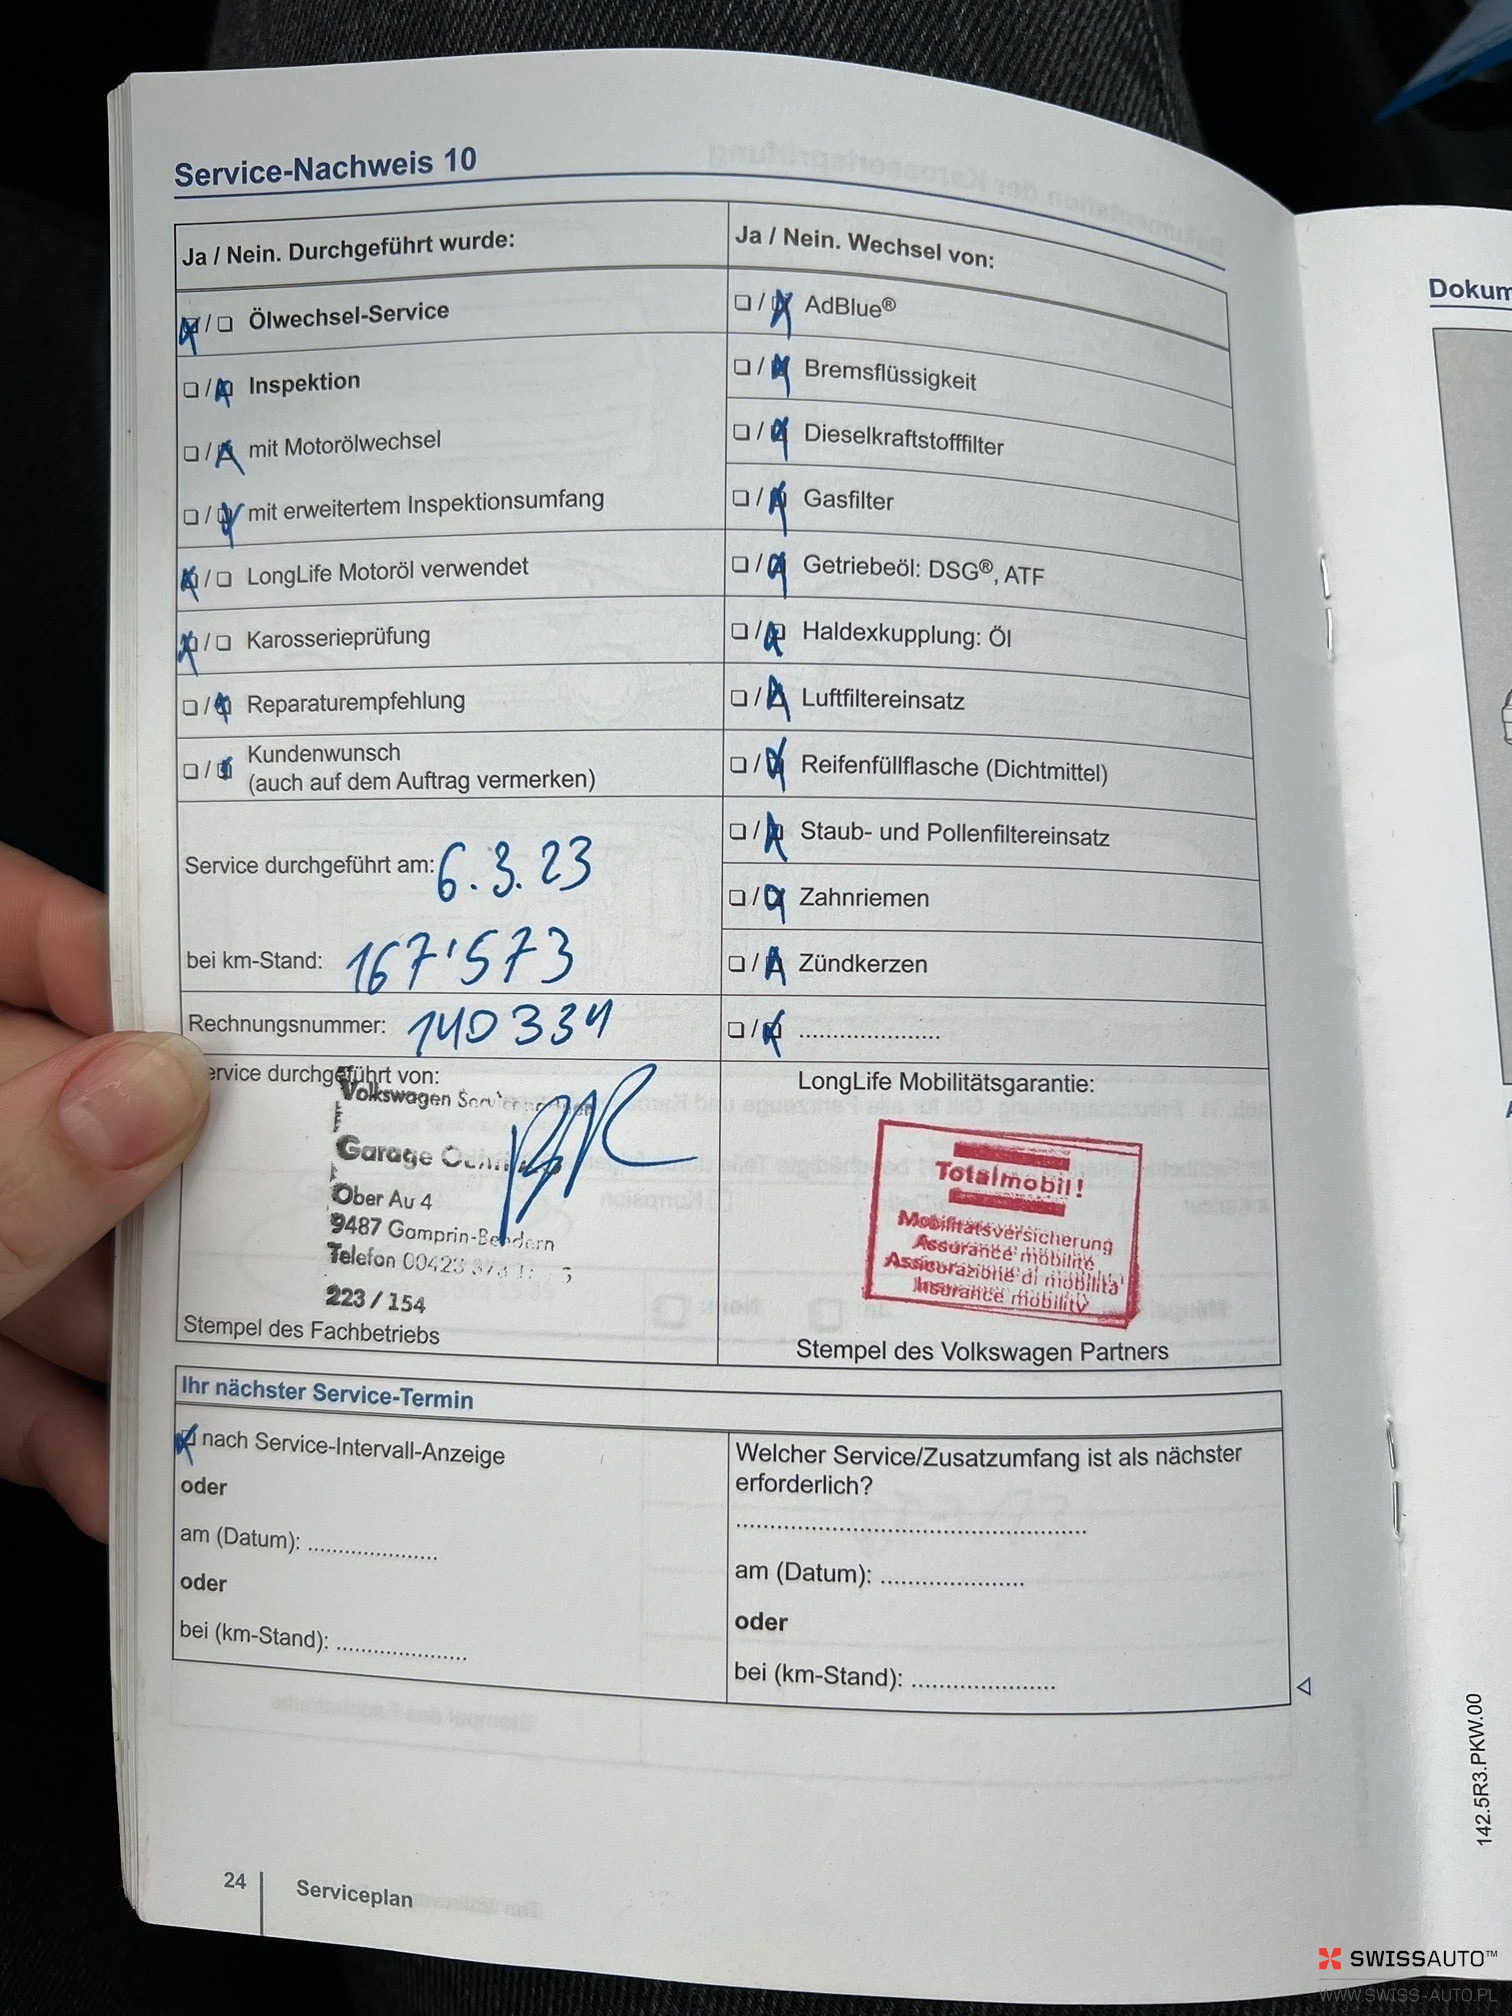 Service-Nachweis 10
Ja / Nein. Durchgeführt wurde:
Ölwechsel-Service
Inspektion
mit Motorölwechsel
mit erweitertem Inspektionsumfang
LongLife Motoröl verwendet
Karosserieprüfung
Reparaturempfehlung
Kundenwunsch
(auch auf dem Auftrag vermerken)
Service durchgeführt am: 6.3.23
bei km-Stand: 167'573
Rechnungsnummer: 140334
ervice durchgeführt von:
Volkswagen
Garage
Ober Au 4
9487 Gamprin-Bendern
Telefon 00423 373
223 / 154
Stempel des Fachbetriebs
Ja / Nein. Wechsel von:
AdBlue®
Bremsflüssigkeit
Dieselkraftstofffilter
Gasfilter
Getriebeöl: DSG®, ATF
Haldexkupplung: Öl
Luftfiltereinsatz
Reifenfüllflasche (Dichtmittel)
Staub- und Pollenfiltereinsatz
Zahnriemen
Zündkerzen
....................
LongLife Mobilitätsgarantie:
Totalmobil!
Mobilitätsversicherung
Assurance mobilité
Assicurazione di mobilità
Insurance mobility
Stempel des Volkswagen Partners
Ihr nächster Service-Termin
nach Service-Intervall-Anzeige
oder
am (Datum): ....................
oder
bei (km-Stand): ....................
Welcher Service/Zusatzumfang ist als nächster
erforderlich?
..................................................
am (Datum): ....................
oder
bei (km-Stand): ....................
24
Serviceplan
Dokum
142.5R3.PKW.00
SWISSAUTO™
WWW.SWISS-AUTO.PL